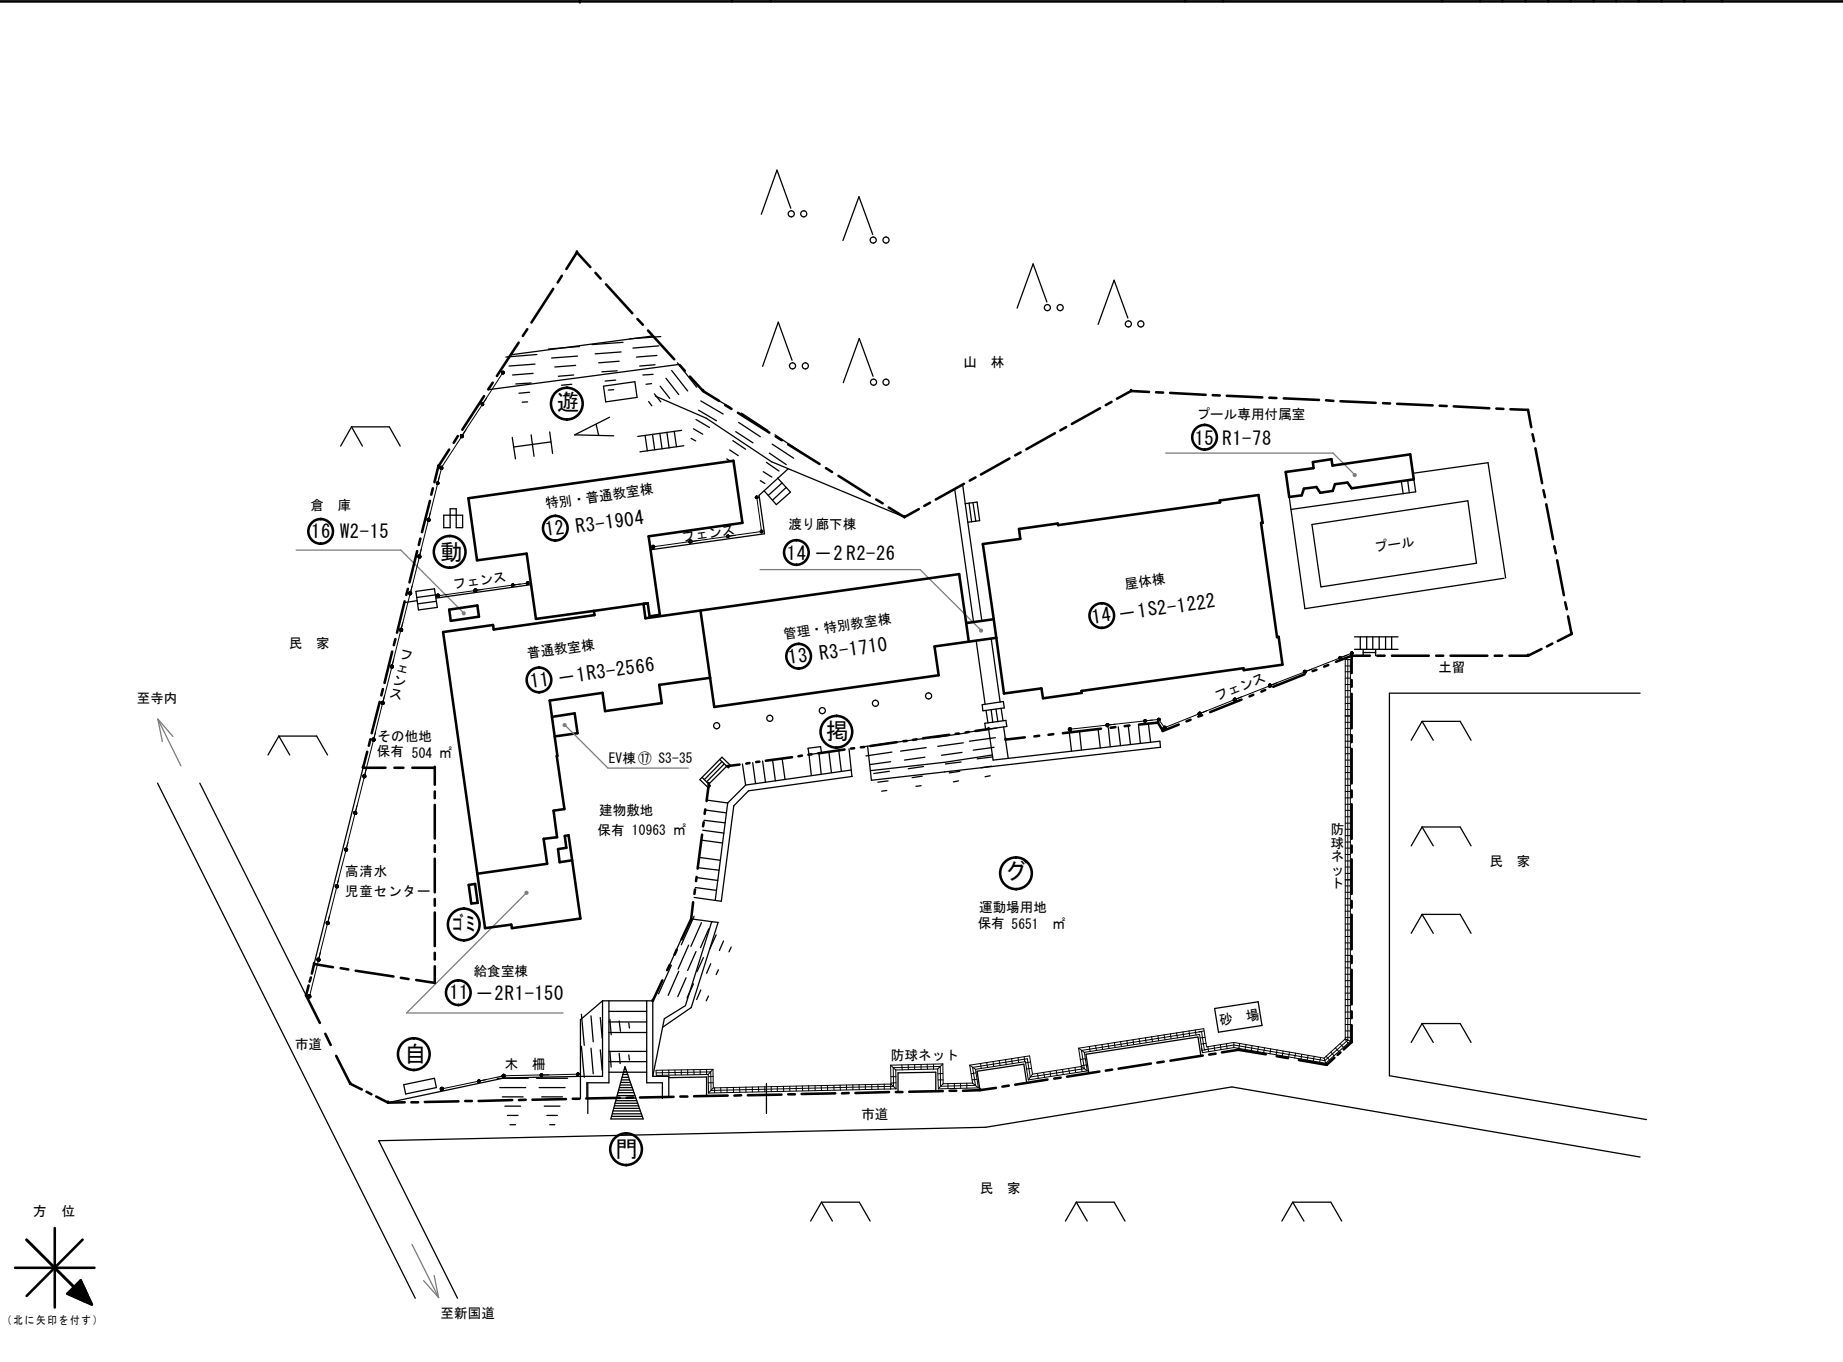 山 林
遊
プール専用付属室
⑮ R1-78
特別・普通教室棟
⑫ R3-1904
倉 庫
⑯ W2-15
動
フェンス
フェンス
渡り廊下棟
⑭-2R2-26
プール
屋体棟
⑭-1S2-1222
管理・特別教室棟
⑬ R3-1710
普通教室棟
⑪-1R3-2566
民 家
フェンス
土留
フェンス
至寺内
掲
その他地
保有 504 ㎡
EV棟⑰ S3-35
建物敷地
保有 10963 ㎡
防球ネット
民 家
高清水
児童センター
グ
運動場用地
保有 5651 ㎡
ゴミ
給食室棟
⑪-2R1-150
砂 場
市道
自
木 柵
防球ネット
市道
門
民 家
方 位
(北に矢印を付す)
至新国道